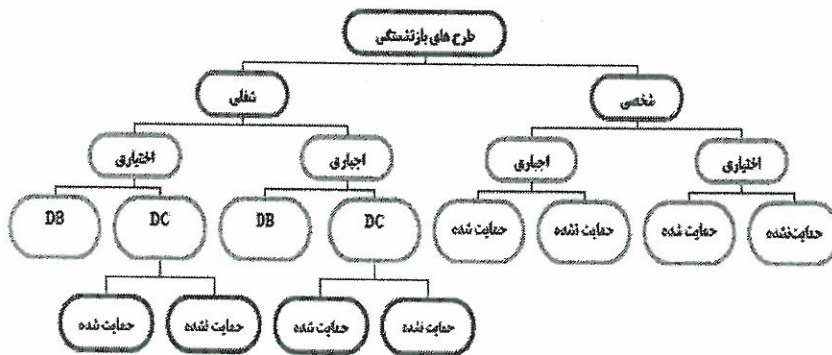 طرح های بازنشستگی
شخصی
شغلی
اختیاری
اجباری
اجباری
اختیاری
حمایت نشده
حمایت شده
حمایت نشده
حمایت شده
DC
DB
DC
DB
حمایت نشده
حمایت شده
حمایت نشده
حمایت شده